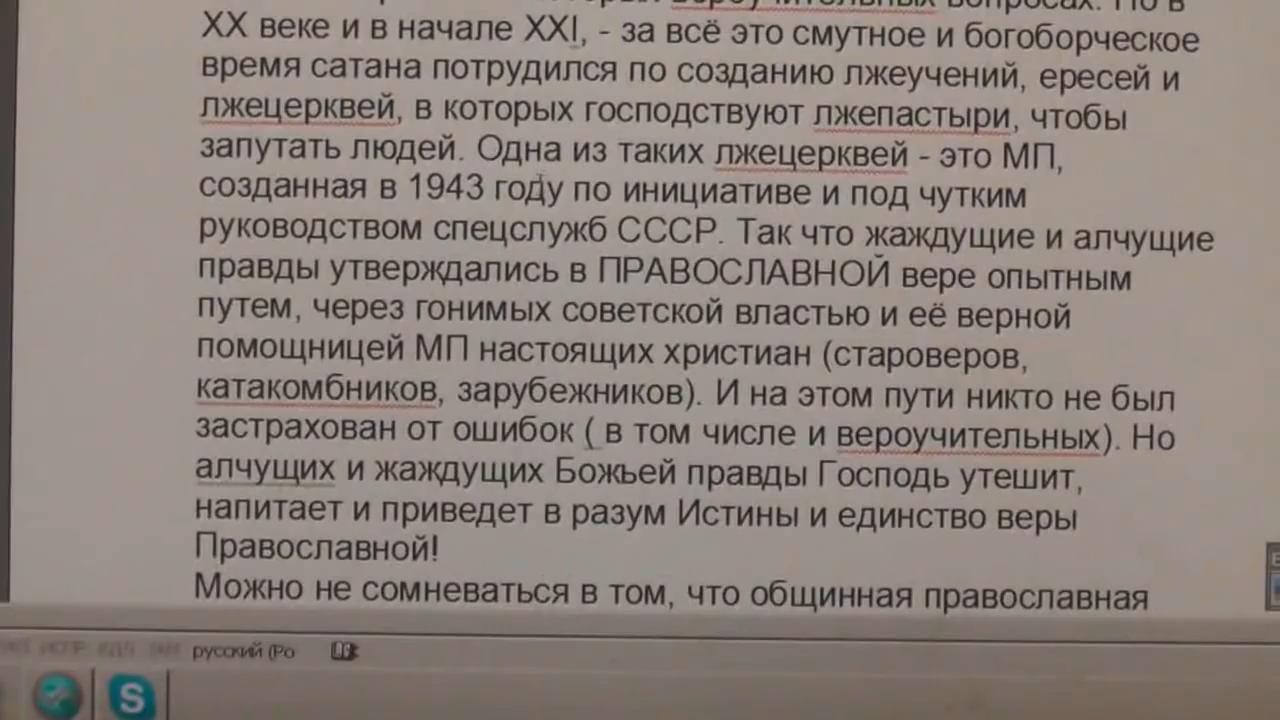 вероучительных вопросах. Но в
XX веке и в начале XXI, - за всё это смутное и богоборческое
время сатана потрудился по созданию лжеучений, ересей и
лжецерквей, в которых господствуют лжепастыри, чтобы
запутать людей. Одна из таких лжецерквей - это МП,
созданная в 1943 году по инициативе и под чутким
руководством спецслужб СССР. Так что жаждущие и алчущие
правды утверждались в ПРАВОСЛАВНОЙ вере опытным
путем, через гонимых советской властью и её верной
помощницей МП настоящих христиан (староверов,
катакомбников, зарубежников). И на этом пути никто не был
застрахован от ошибок ( в том числе и вероучительных). Но
алчущих и жаждущих Божьей правды Господь утешит,
напитает и приведет в разум Истины и единство веры
Православной!
Можно не сомневаться в том, что общинная православная
русский (Ро
S